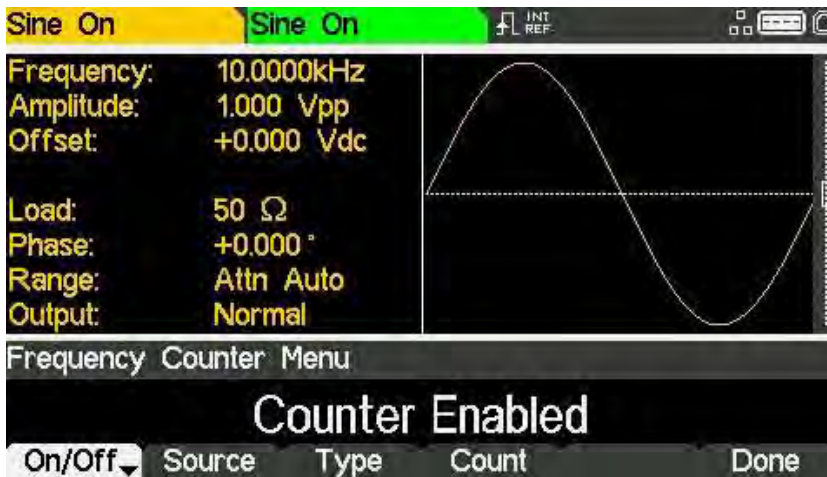 Sine On Sine On INT REF
Frequency: 10.0000kHz
Amplitude: 1.000 Vpp
Offset: +0.000 Vdc
Load: 50 Ω
Phase: +0.000 °
Range: Attn Auto
Output: Normal
Frequency Counter Menu
Counter Enabled
On/Off Source Type Count Done